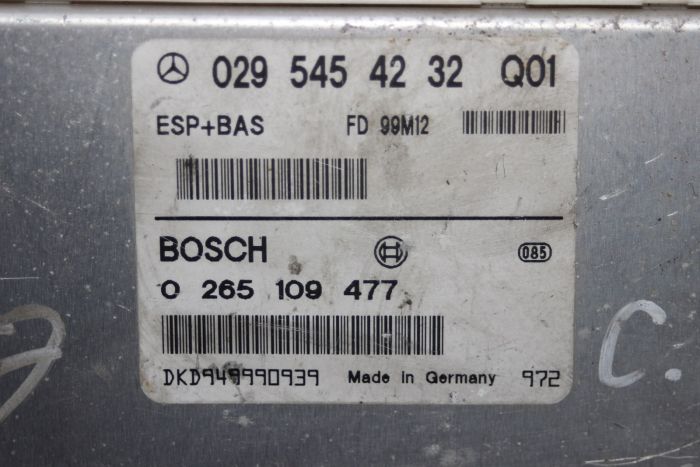 029 545 42 32 Q01
ESP+BAS FD 99M12
BOSCH 085
0 265 109 477
DKD949990939 Made in Germany 972
C.